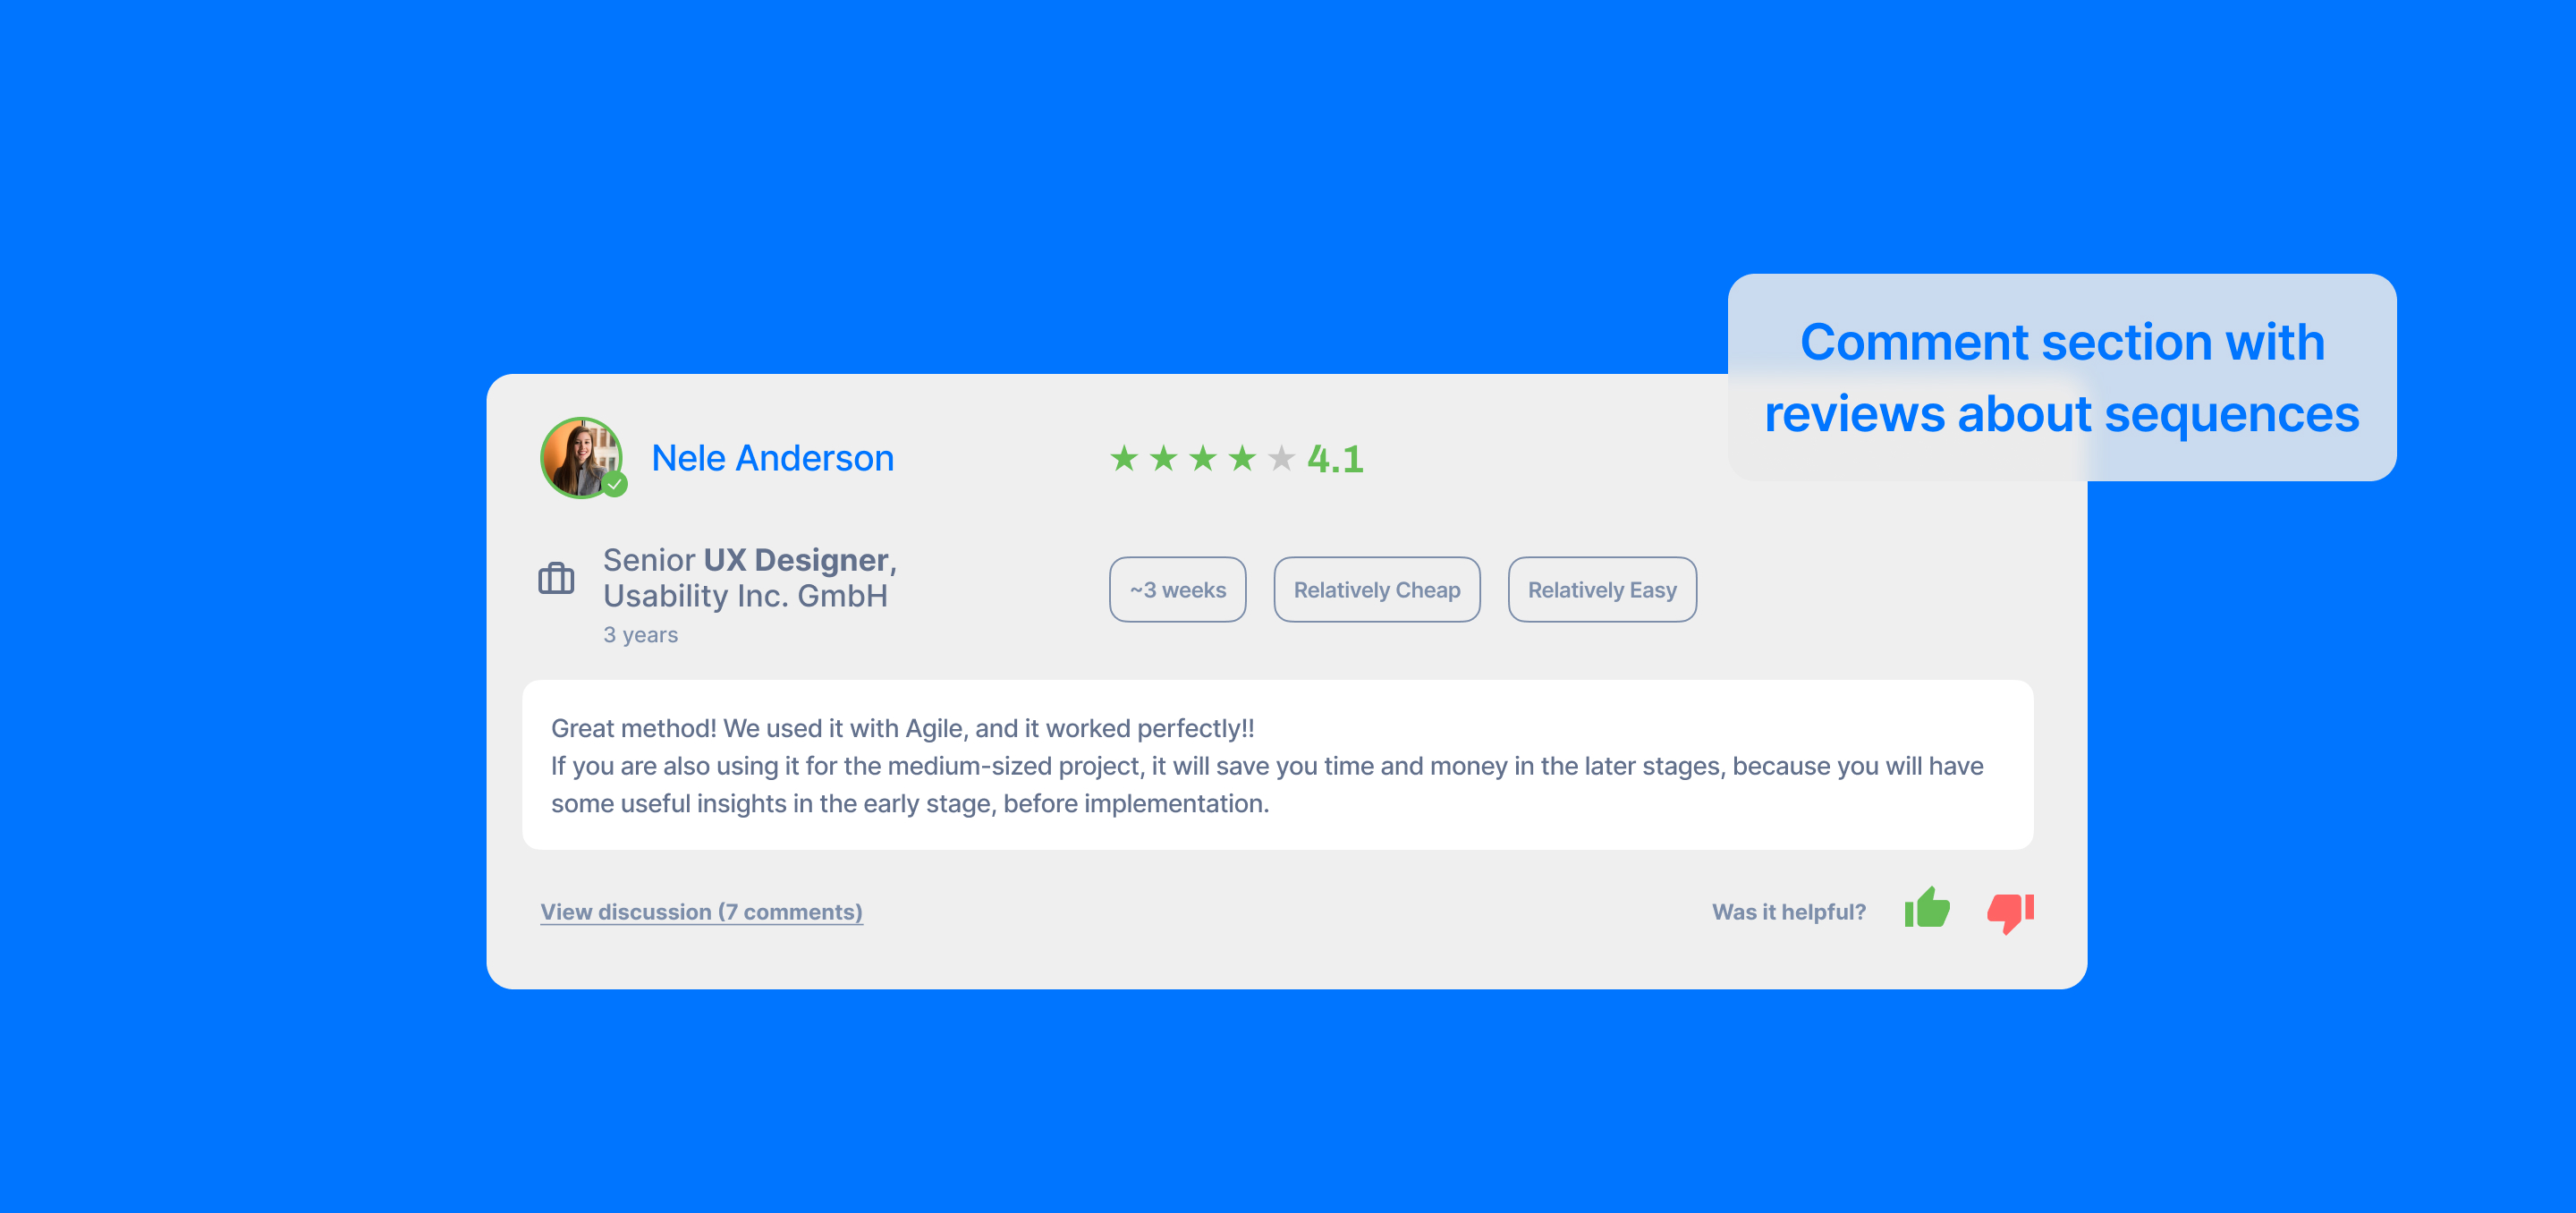 Comment section with
reviews about sequences
Nele Anderson
4.1
Senior UX Designer,
Usability Inc. GmbH
3 years
~3 weeks
Relatively Cheap
Relatively Easy
Great method! We used it with Agile, and it worked perfectly!!
If you are also using it for the medium-sized project, it will save you time and money in the later stages, because you will have
some useful insights in the early stage, before implementation.
View discussion (7 comments)
Was it helpful?